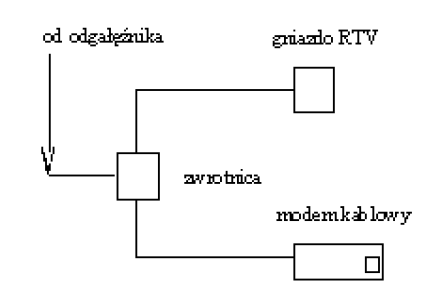 od odgałęźnika
gniazdo RTV
zwrotnica
modem kablowy